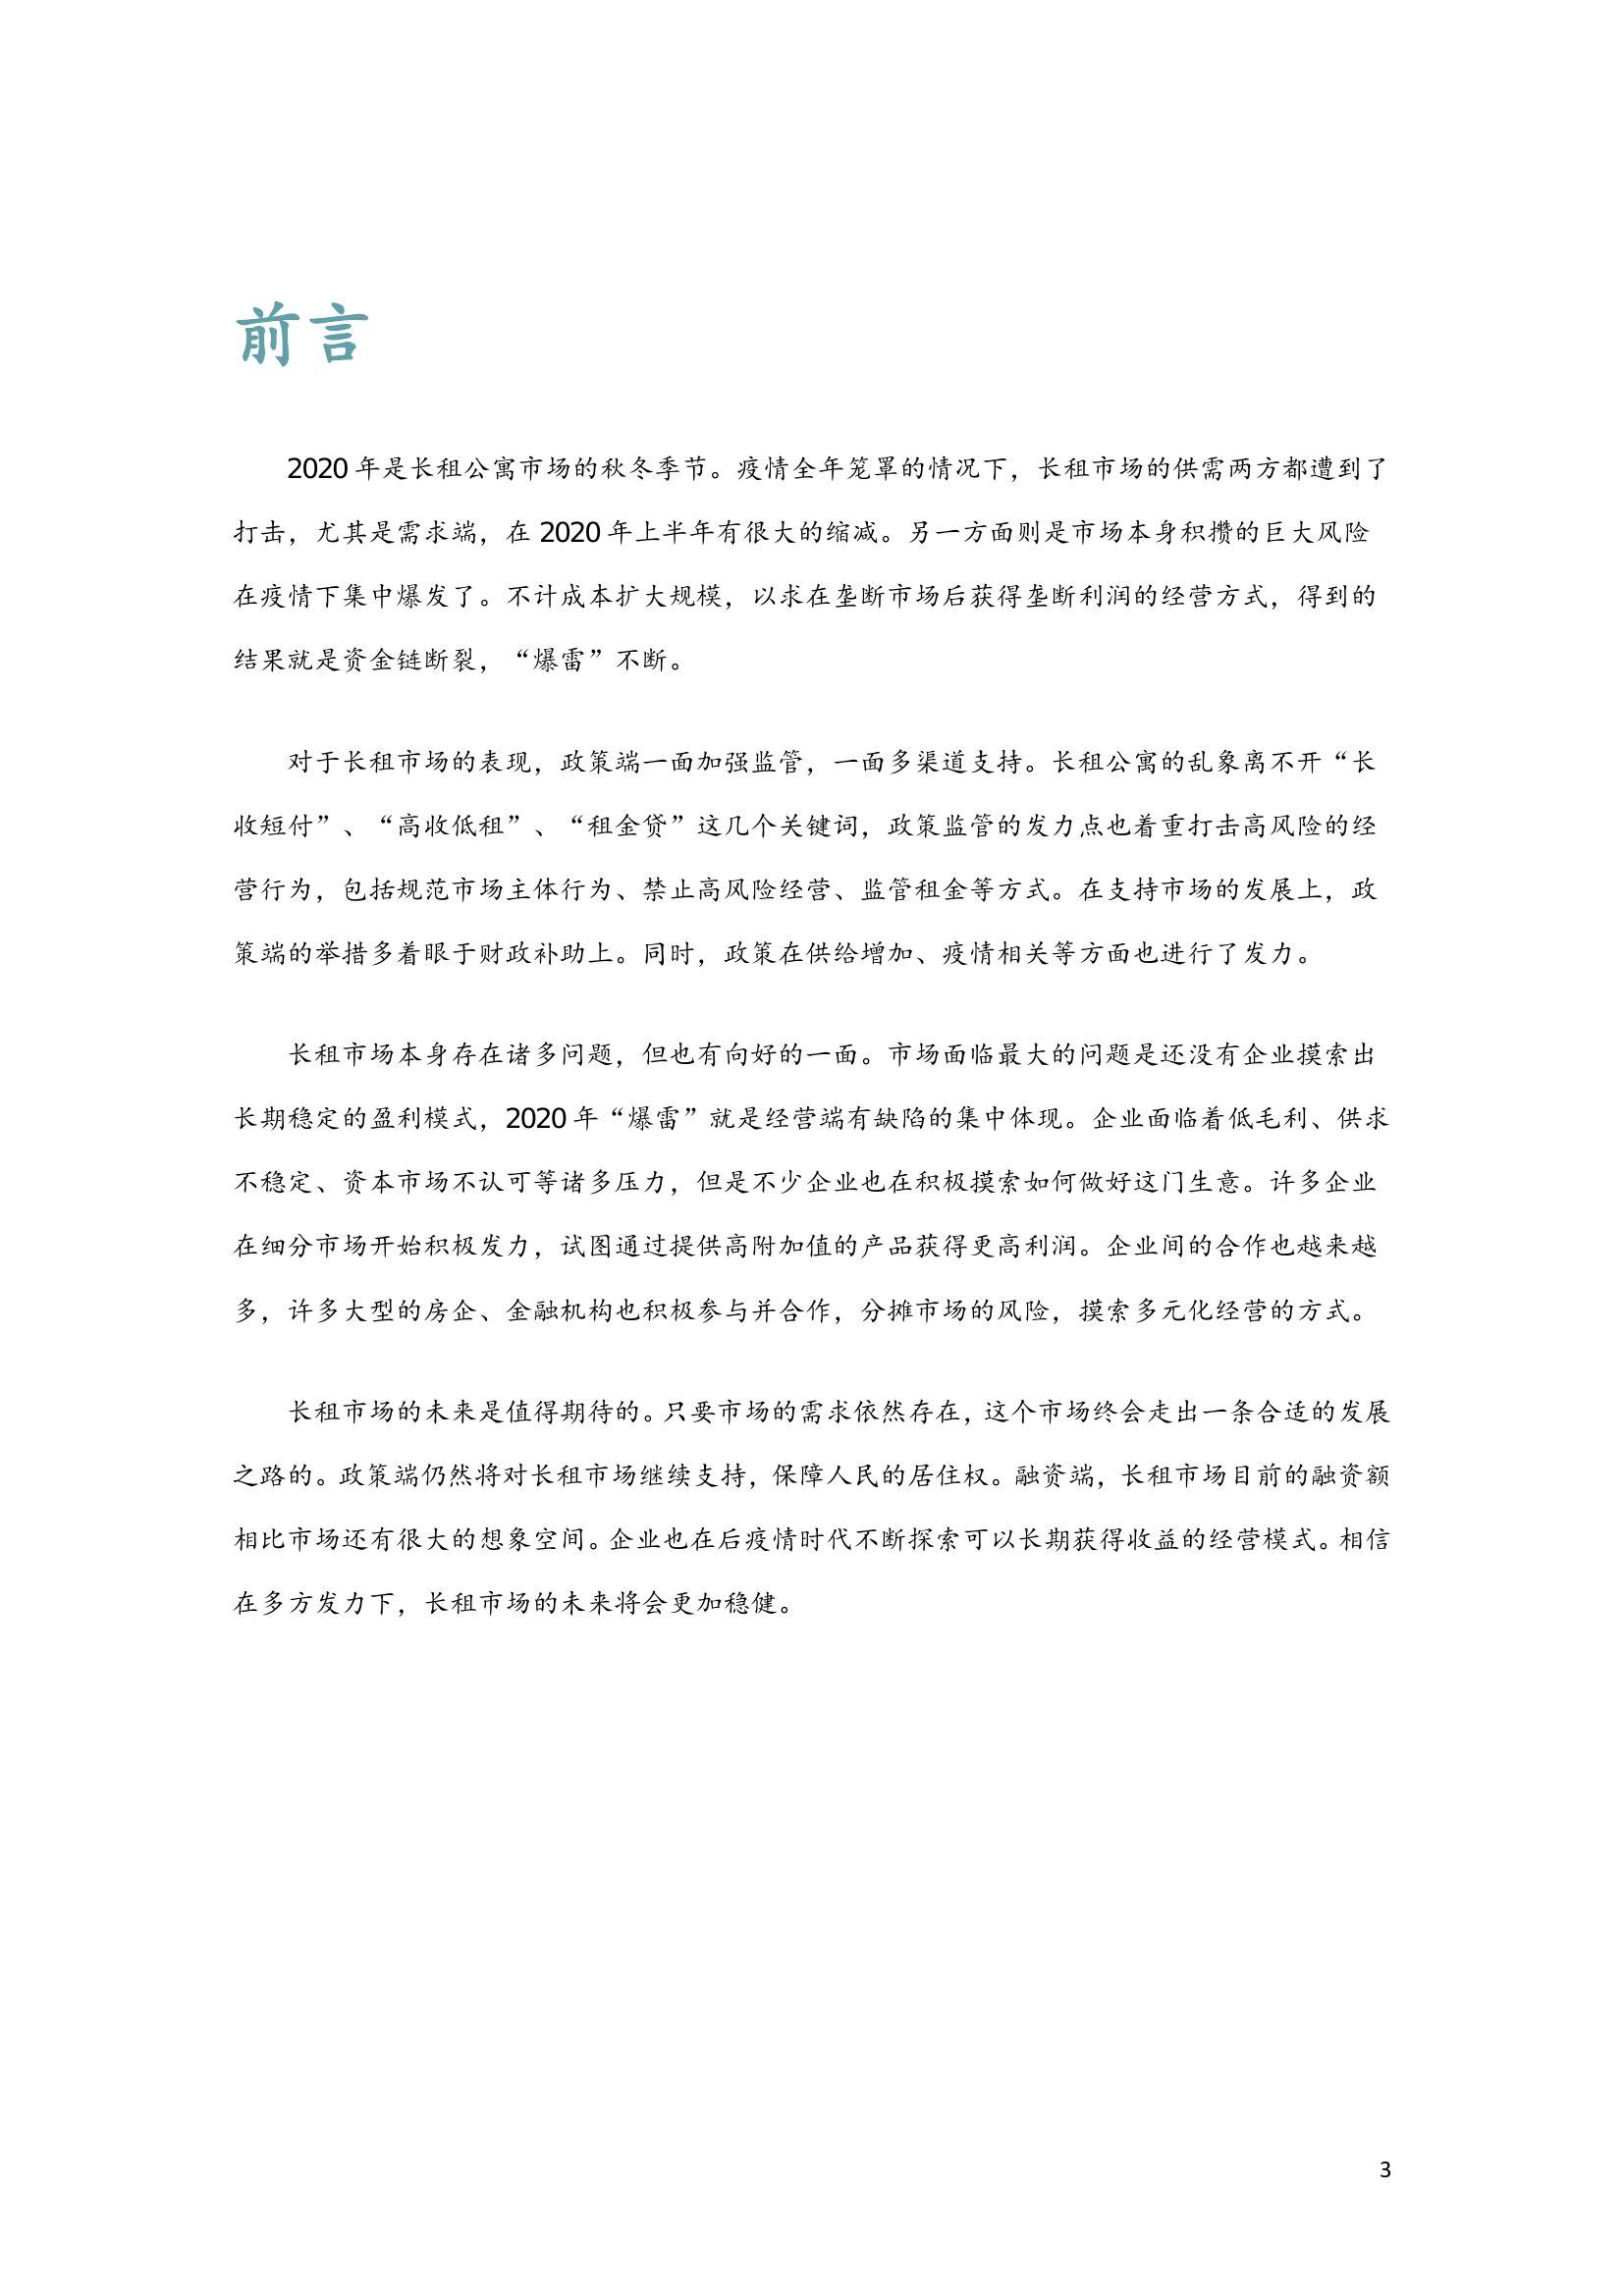 前言
2020 年是长租公寓市场的秋冬季节。疫情全年笼罩的情况下，长租市场的供需两方都遭到了
打击，尤其是需求端，在 2020 年上半年有很大的缩减。另一方面则是市场本身积攒的巨大风险
在疫情下集中爆发了。不计成本扩大规模，以求在垄断市场后获得垄断利润的经营方式，得到的
结果就是资金链断裂，“爆雷”不断。
对于长租市场的表现，政策端一面加强监管，一面多渠道支持。长租公寓的乱象离不开“长
收短付”、“高收低租”、“租金贷”这几个关键词，政策监管的发力点也着重打击高风险的经
营行为，包括规范市场主体行为、禁止高风险经营、监管租金等方式。在支持市场的发展上，政
策端的举措多着眼于财政补助上。同时，政策在供给增加、疫情相关等方面也进行了发力。
长租市场本身存在诸多问题，但也有向好的一面。市场面临最大的问题是还没有企业摸索出
长期稳定的盈利模式，2020 年“爆雷”就是经营端有缺陷的集中体现。企业面临着低毛利、供求
不稳定、资本市场不认可等诸多压力，但是不少企业也在积极摸索如何做好这门生意。许多企业
在细分市场开始积极发力，试图通过提供高附加值的产品获得更高利润。企业间的合作也越来越
多，许多大型的房企、金融机构也积极参与并合作，分摊市场的风险，摸索多元化经营的方式。
长租市场的未来是值得期待的。只要市场的需求依然存在，这个市场终会走出一条合适的发展
之路的。政策端仍然将对长租市场继续支持，保障人民的居住权。融资端，长租市场目前的融资额
相比市场还有很大的想象空间。企业也在后疫情时代不断探索可以长期获得收益的经营模式。相信
在多方发力下，长租市场的未来将会更加稳健。
3